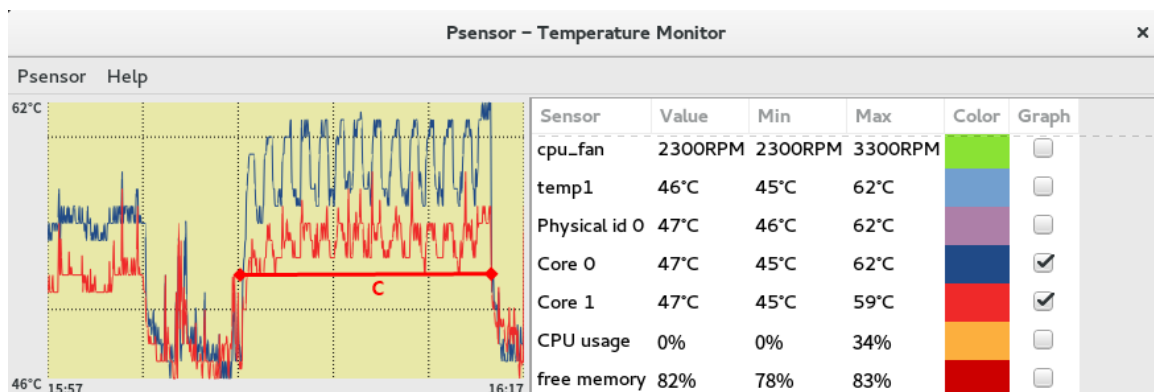 Psensor – Temperature Monitor ×
Psensor Help
62°C
C
46°C 15:57 16:17
Sensor Value Min Max Color Graph
cpu_fan 2300RPM 2300RPM 3300RPM
temp1 46°C 45°C 62°C
Physical id 0 47°C 46°C 62°C
Core 0 47°C 45°C 62°C
Core 1 47°C 45°C 59°C
CPU usage 0% 0% 34%
free memory 82% 78% 83%